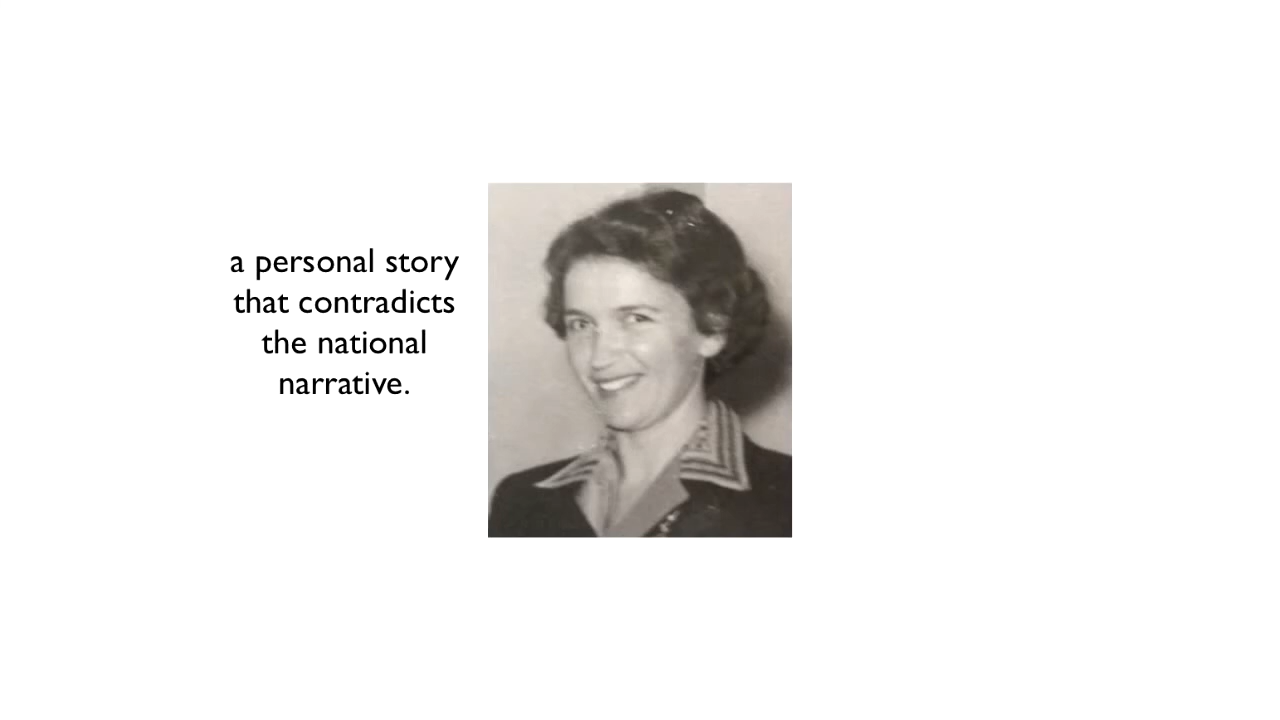 a personal story
that contradicts
the national
narrative.